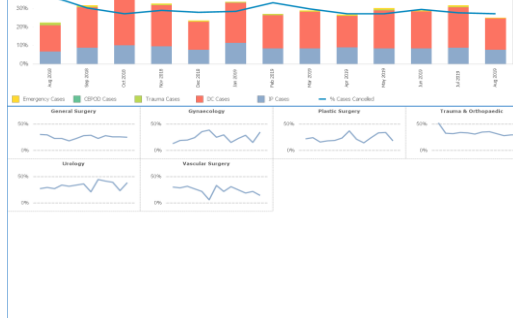 30%
20%
10%
0%
Aug 2018
Sep 2018
Oct 2018
Nov 2018
Dec 2018
Jan 2019
Feb 2019
Mar 2019
Apr 2019
May 2019
Jun 2019
Jul 2019
Aug 2019
Emergency Cases CEPOD Cases Trauma Cases DC Cases IP Cases % Cases Cancelled
General Surgery Gynaecology Plastic Surgery Trauma & Orthopaedic
50% 50% 50% 50%
0% 0% 0% 0%
Urology Vascular Surgery
50% 50%
0% 0%